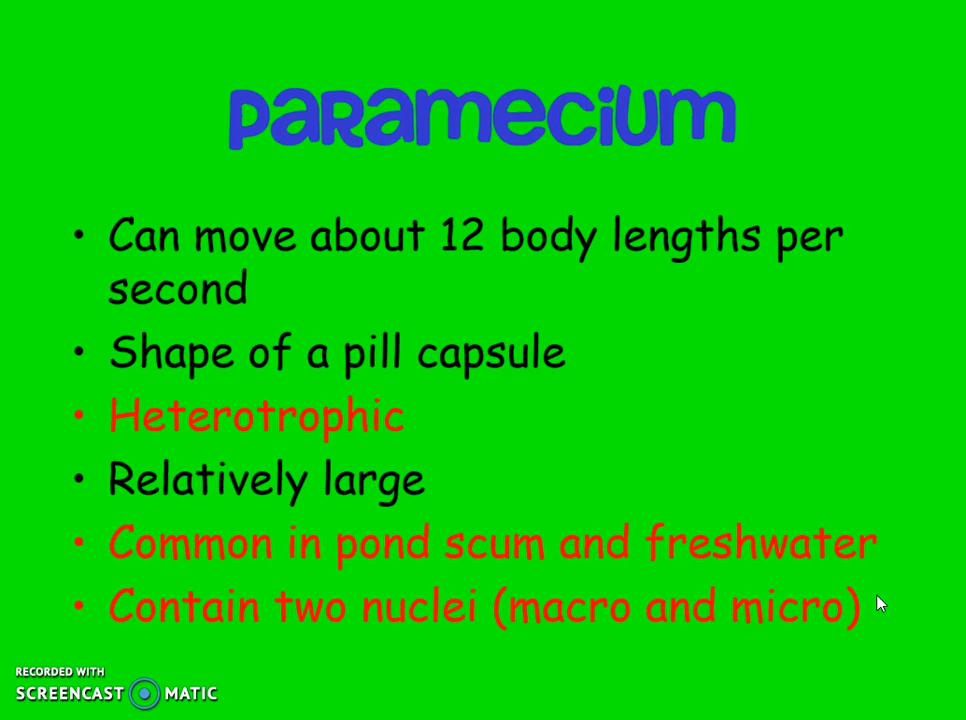 Paramecium
• Can move about 12 body lengths per
second
• Shape of a pill capsule
• Heterotrophic
• Relatively large
• Common in pond scum and freshwater
• Contain two nuclei (macro and micro)
RECORDED WITH
SCREENCAST MATIC